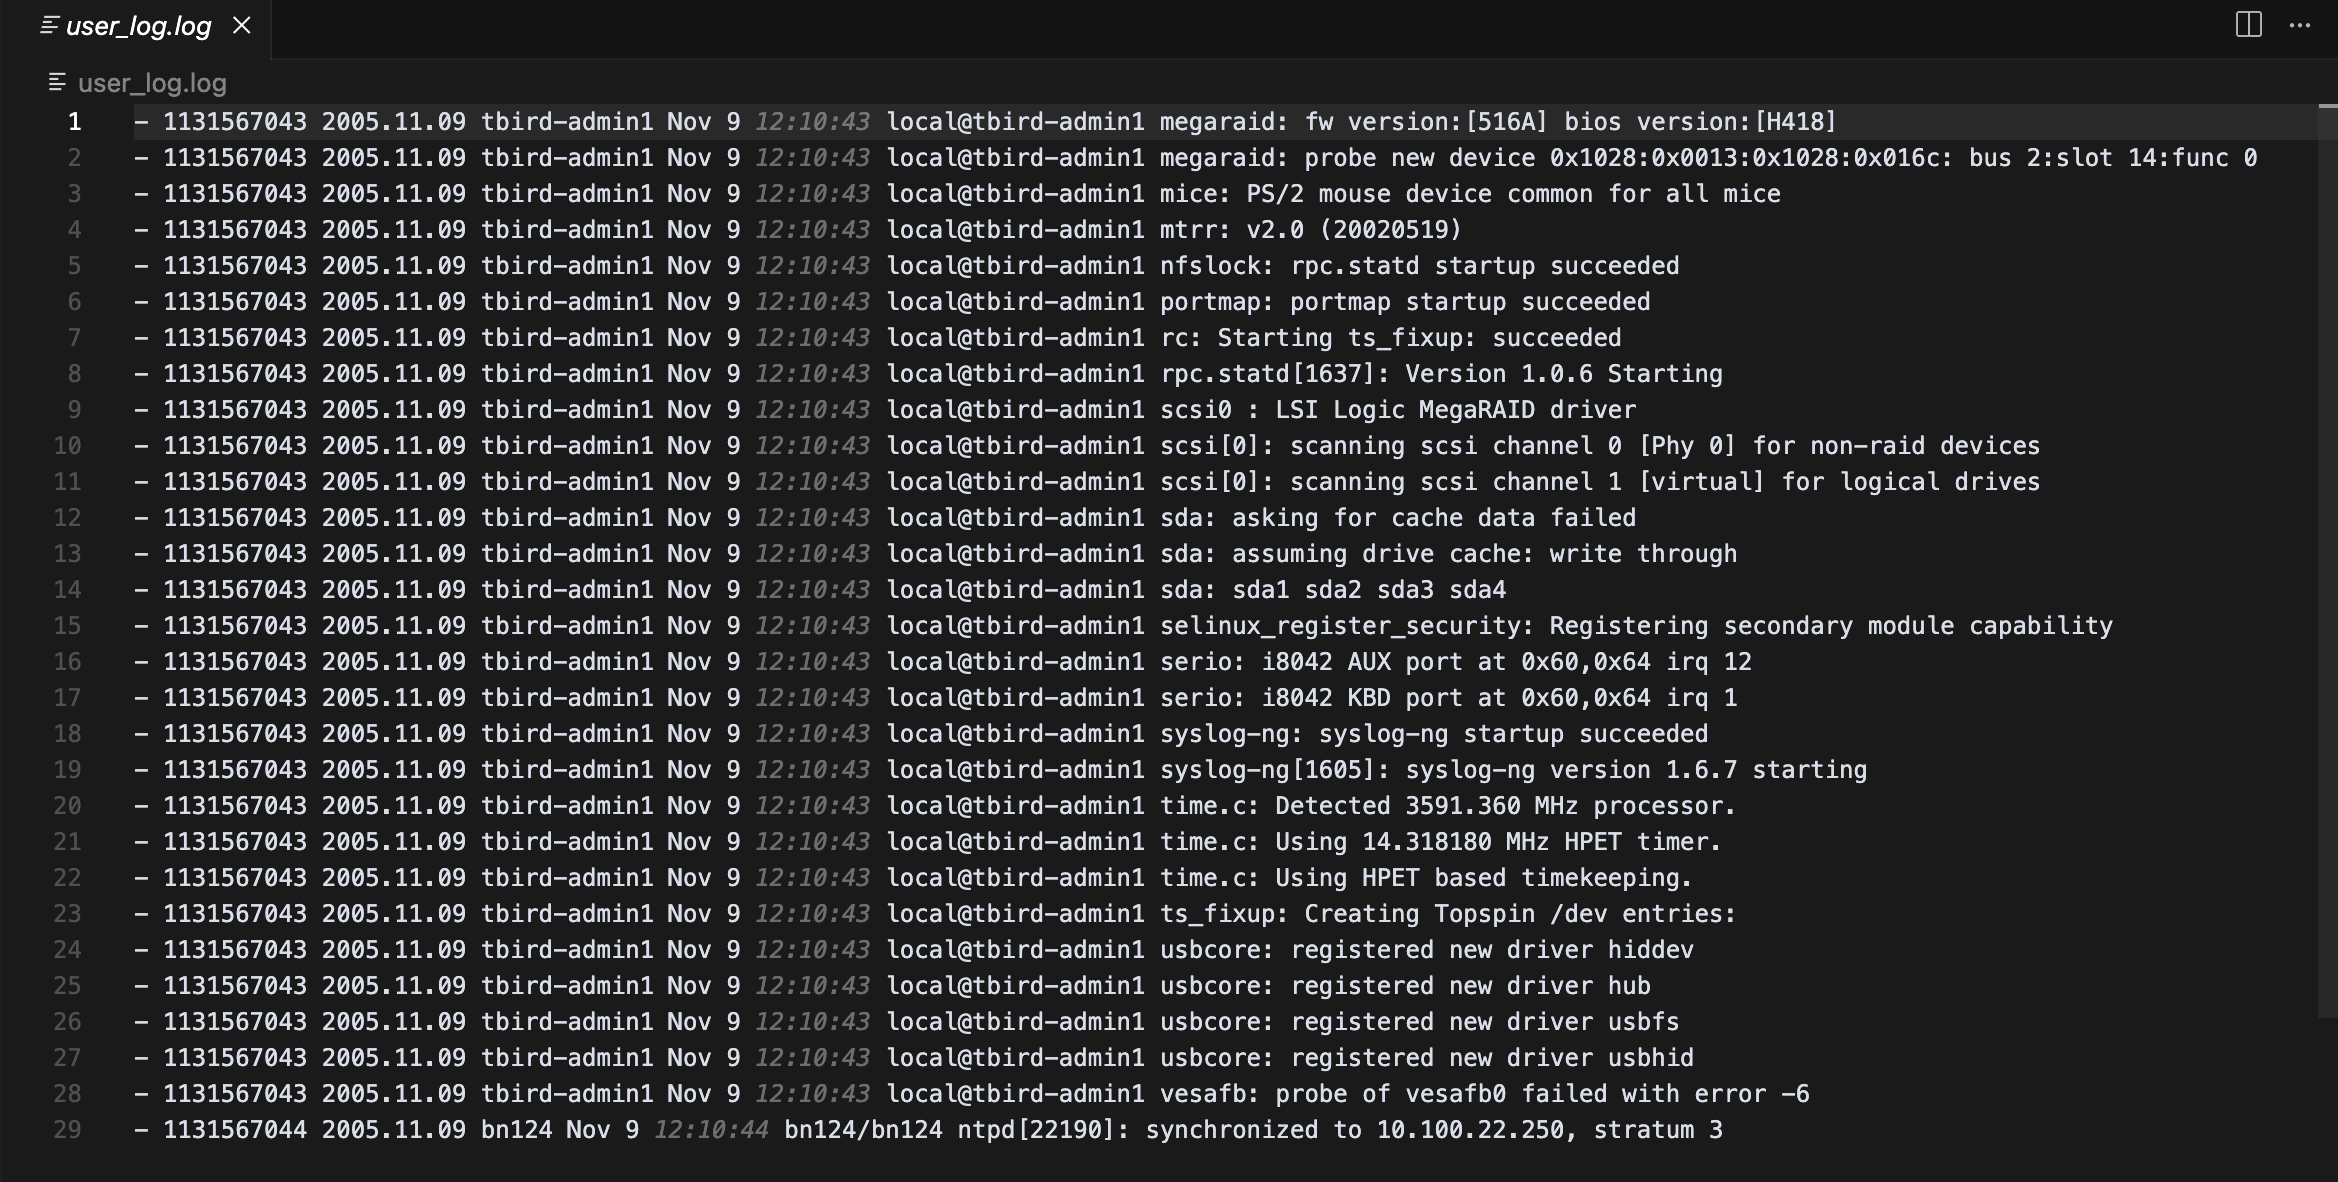 user_log.log
user_log.log
1 - 1131567043 2005.11.09 tbird-admin1 Nov 9 12:10:43 local@tbird-admin1 megaraid: fw version:[516A] bios version:[H418]
2 - 1131567043 2005.11.09 tbird-admin1 Nov 9 12:10:43 local@tbird-admin1 megaraid: probe new device 0x1028:0x0013:0x1028:0x016c: bus 2:slot 14:func 0
3 - 1131567043 2005.11.09 tbird-admin1 Nov 9 12:10:43 local@tbird-admin1 mice: PS/2 mouse device common for all mice
4 - 1131567043 2005.11.09 tbird-admin1 Nov 9 12:10:43 local@tbird-admin1 mtrr: v2.0 (20020519)
5 - 1131567043 2005.11.09 tbird-admin1 Nov 9 12:10:43 local@tbird-admin1 nfslock: rpc.statd startup succeeded
6 - 1131567043 2005.11.09 tbird-admin1 Nov 9 12:10:43 local@tbird-admin1 portmap: portmap startup succeeded
7 - 1131567043 2005.11.09 tbird-admin1 Nov 9 12:10:43 local@tbird-admin1 rc: Starting ts_fixup: succeeded
8 - 1131567043 2005.11.09 tbird-admin1 Nov 9 12:10:43 local@tbird-admin1 rpc.statd[1637]: Version 1.0.6 Starting
9 - 1131567043 2005.11.09 tbird-admin1 Nov 9 12:10:43 local@tbird-admin1 scsi0 : LSI Logic MegaRAID driver
10 - 1131567043 2005.11.09 tbird-admin1 Nov 9 12:10:43 local@tbird-admin1 scsi[0]: scanning scsi channel 0 [Phy 0] for non-raid devices
11 - 1131567043 2005.11.09 tbird-admin1 Nov 9 12:10:43 local@tbird-admin1 scsi[0]: scanning scsi channel 1 [virtual] for logical drives
12 - 1131567043 2005.11.09 tbird-admin1 Nov 9 12:10:43 local@tbird-admin1 sda: asking for cache data failed
13 - 1131567043 2005.11.09 tbird-admin1 Nov 9 12:10:43 local@tbird-admin1 sda: assuming drive cache: write through
14 - 1131567043 2005.11.09 tbird-admin1 Nov 9 12:10:43 local@tbird-admin1 sda: sda1 sda2 sda3 sda4
15 - 1131567043 2005.11.09 tbird-admin1 Nov 9 12:10:43 local@tbird-admin1 selinux_register_security: Registering secondary module capability
16 - 1131567043 2005.11.09 tbird-admin1 Nov 9 12:10:43 local@tbird-admin1 serio: i8042 AUX port at 0x60,0x64 irq 12
17 - 1131567043 2005.11.09 tbird-admin1 Nov 9 12:10:43 local@tbird-admin1 serio: i8042 KBD port at 0x60,0x64 irq 1
18 - 1131567043 2005.11.09 tbird-admin1 Nov 9 12:10:43 local@tbird-admin1 syslog-ng: syslog-ng startup succeeded
19 - 1131567043 2005.11.09 tbird-admin1 Nov 9 12:10:43 local@tbird-admin1 syslog-ng[1605]: syslog-ng version 1.6.7 starting
20 - 1131567043 2005.11.09 tbird-admin1 Nov 9 12:10:43 local@tbird-admin1 time.c: Detected 3591.360 MHz processor.
21 - 1131567043 2005.11.09 tbird-admin1 Nov 9 12:10:43 local@tbird-admin1 time.c: Using 14.318180 MHz HPET timer.
22 - 1131567043 2005.11.09 tbird-admin1 Nov 9 12:10:43 local@tbird-admin1 time.c: Using HPET based timekeeping.
23 - 1131567043 2005.11.09 tbird-admin1 Nov 9 12:10:43 local@tbird-admin1 ts_fixup: Creating Topspin /dev entries:
24 - 1131567043 2005.11.09 tbird-admin1 Nov 9 12:10:43 local@tbird-admin1 usbcore: registered new driver hiddev
25 - 1131567043 2005.11.09 tbird-admin1 Nov 9 12:10:43 local@tbird-admin1 usbcore: registered new driver hub
26 - 1131567043 2005.11.09 tbird-admin1 Nov 9 12:10:43 local@tbird-admin1 usbcore: registered new driver usbfs
27 - 1131567043 2005.11.09 tbird-admin1 Nov 9 12:10:43 local@tbird-admin1 usbcore: registered new driver usbhid
28 - 1131567043 2005.11.09 tbird-admin1 Nov 9 12:10:43 local@tbird-admin1 vesafb: probe of vesafb0 failed with error -6
29 - 1131567044 2005.11.09 bn124 Nov 9 12:10:44 bn124/bn124 ntpd[22190]: synchronized to 10.100.22.250, stratum 3